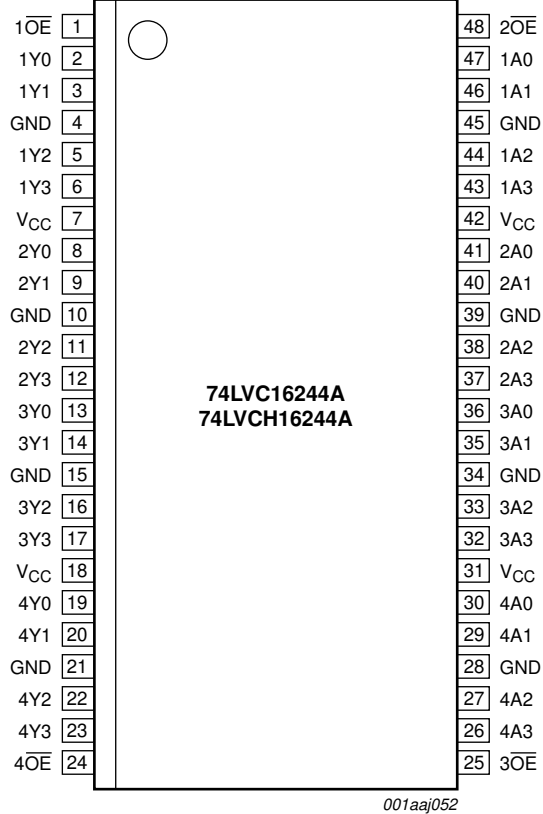 1O̅E̅ 1 48 2O̅E̅
1Y0 2 47 1A0
1Y1 3 46 1A1
GND 4 45 GND
1Y2 5 44 1A2
1Y3 6 43 1A3
VCC 7 42 VCC
2Y0 8 41 2A0
2Y1 9 40 2A1
GND 10 39 GND
2Y2 11 38 2A2
2Y3 12 37 2A3
74LVC16244A
74LVCH16244A
3Y0 13 36 3A0
3Y1 14 35 3A1
GND 15 34 GND
3Y2 16 33 3A2
3Y3 17 32 3A3
VCC 18 31 VCC
4Y0 19 30 4A0
4Y1 20 29 4A1
GND 21 28 GND
4Y2 22 27 4A2
4Y3 23 26 4A3
4O̅E̅ 24 25 3O̅E̅
001aaj052